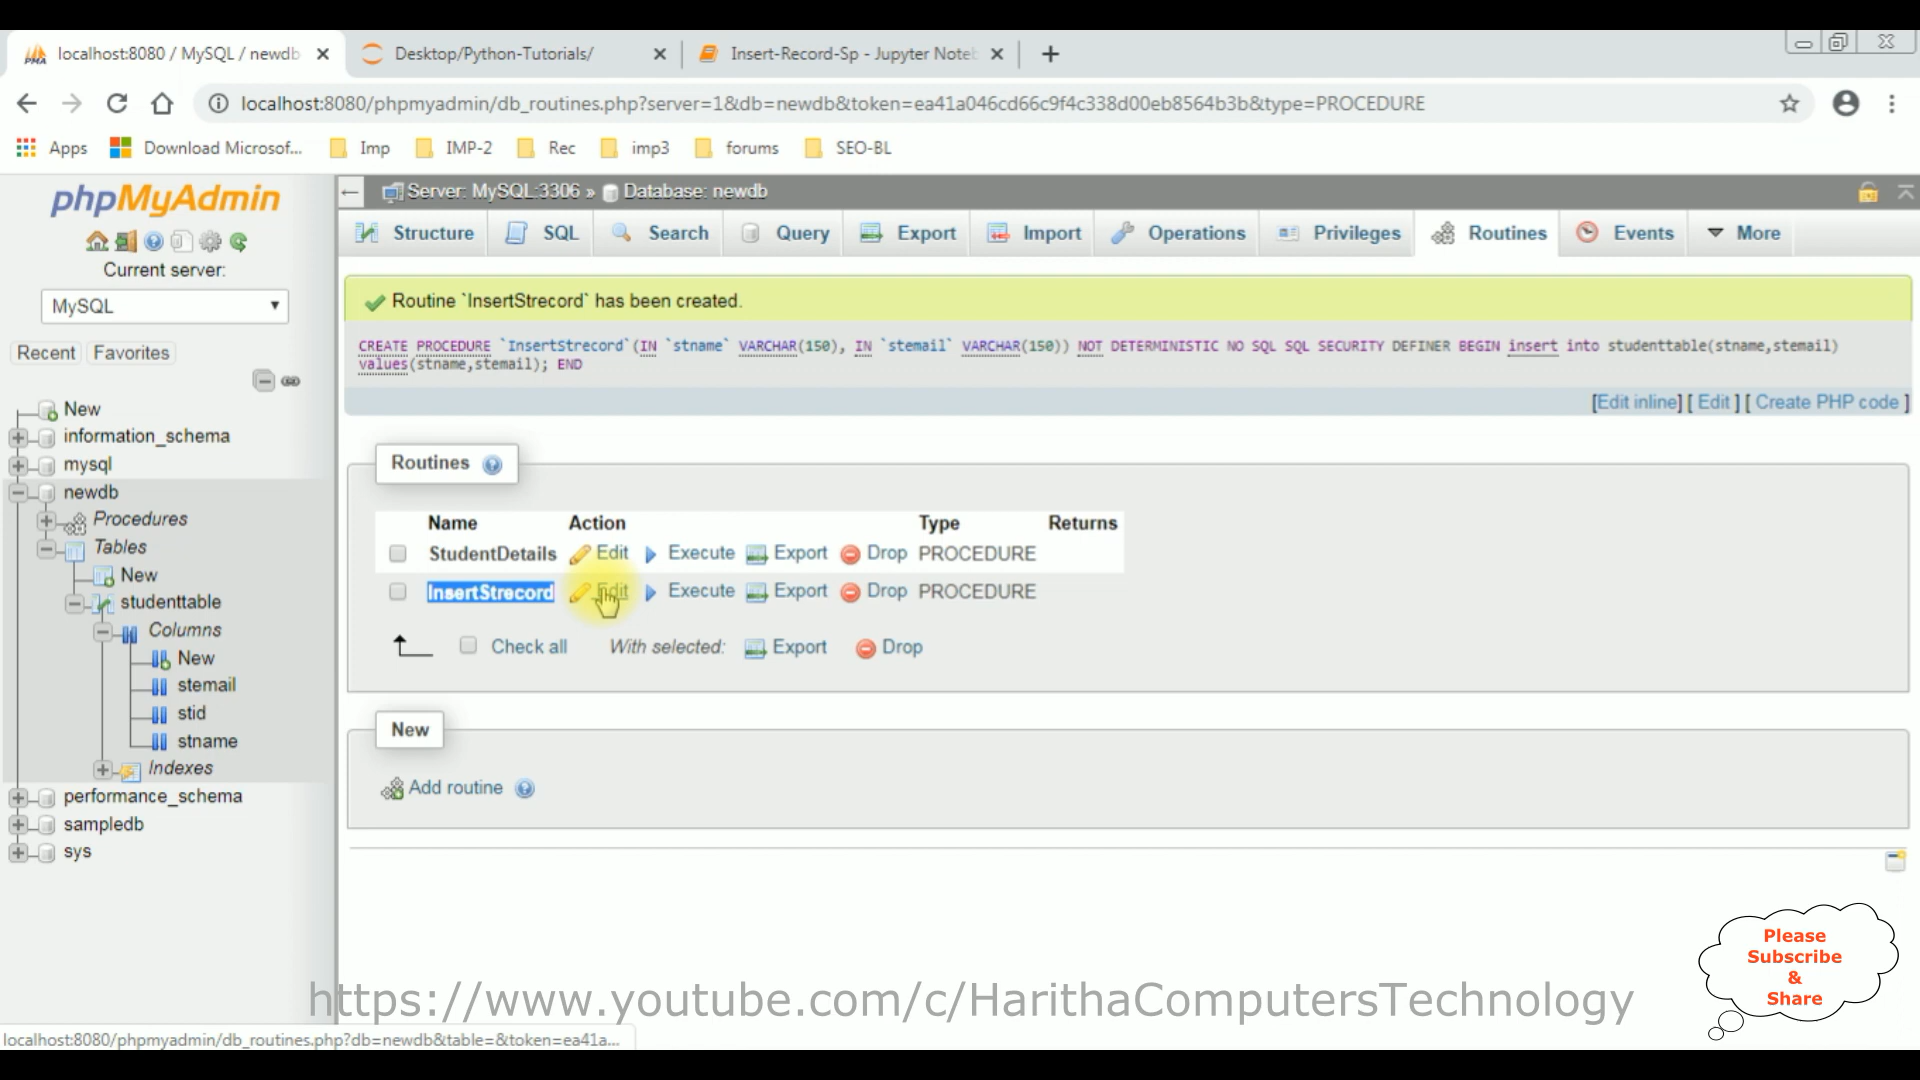 localhost:8080 / MySQL / newdb
Desktop/Python-Tutorials/
Insert-Record-Sp - Jupyter Noteb
localhost:8080/phpmyadmin/db_routines.php?server=1&db=newdb&token=ea41a046cd66c9f4c338d00eb8564b3b&type=PROCEDURE
Apps Download Microsof... Imp IMP-2 Rec imp3 forums SEO-BL
phpMyAdmin
Current server:
MySQL
Recent Favorites
New
information_schema
mysql
newdb
Procedures
Tables
New
studenttable
Columns
New
stemail
stid
stname
Indexes
performance_schema
sampledb
sys
Server: MySQL:3306 » Database: newdb
Structure SQL Search Query Export Import Operations Privileges Routines Events More
Routine `InsertStrecord` has been created.
CREATE PROCEDURE `InsertStrecord`(IN `stname` VARCHAR(150), IN `stemail` VARCHAR(150)) NOT DETERMINISTIC NO SQL SQL SECURITY DEFINER BEGIN insert into studenttable(stname,stemail)
values(stname,stemail); END
[Edit inline] [ Edit ] [ Create PHP code ]
Routines
Name Action Type Returns
StudentDetails Edit Execute Export Drop PROCEDURE
InsertStrecord Edit Execute Export Drop PROCEDURE
Check all With selected: Export Drop
New
Add routine
Please
Subscribe
&
Share
https://www.youtube.com/c/HarithaComputersTechnology
localhost:8080/phpmyadmin/db_routines.php?db=newdb&table=&token=ea41a...